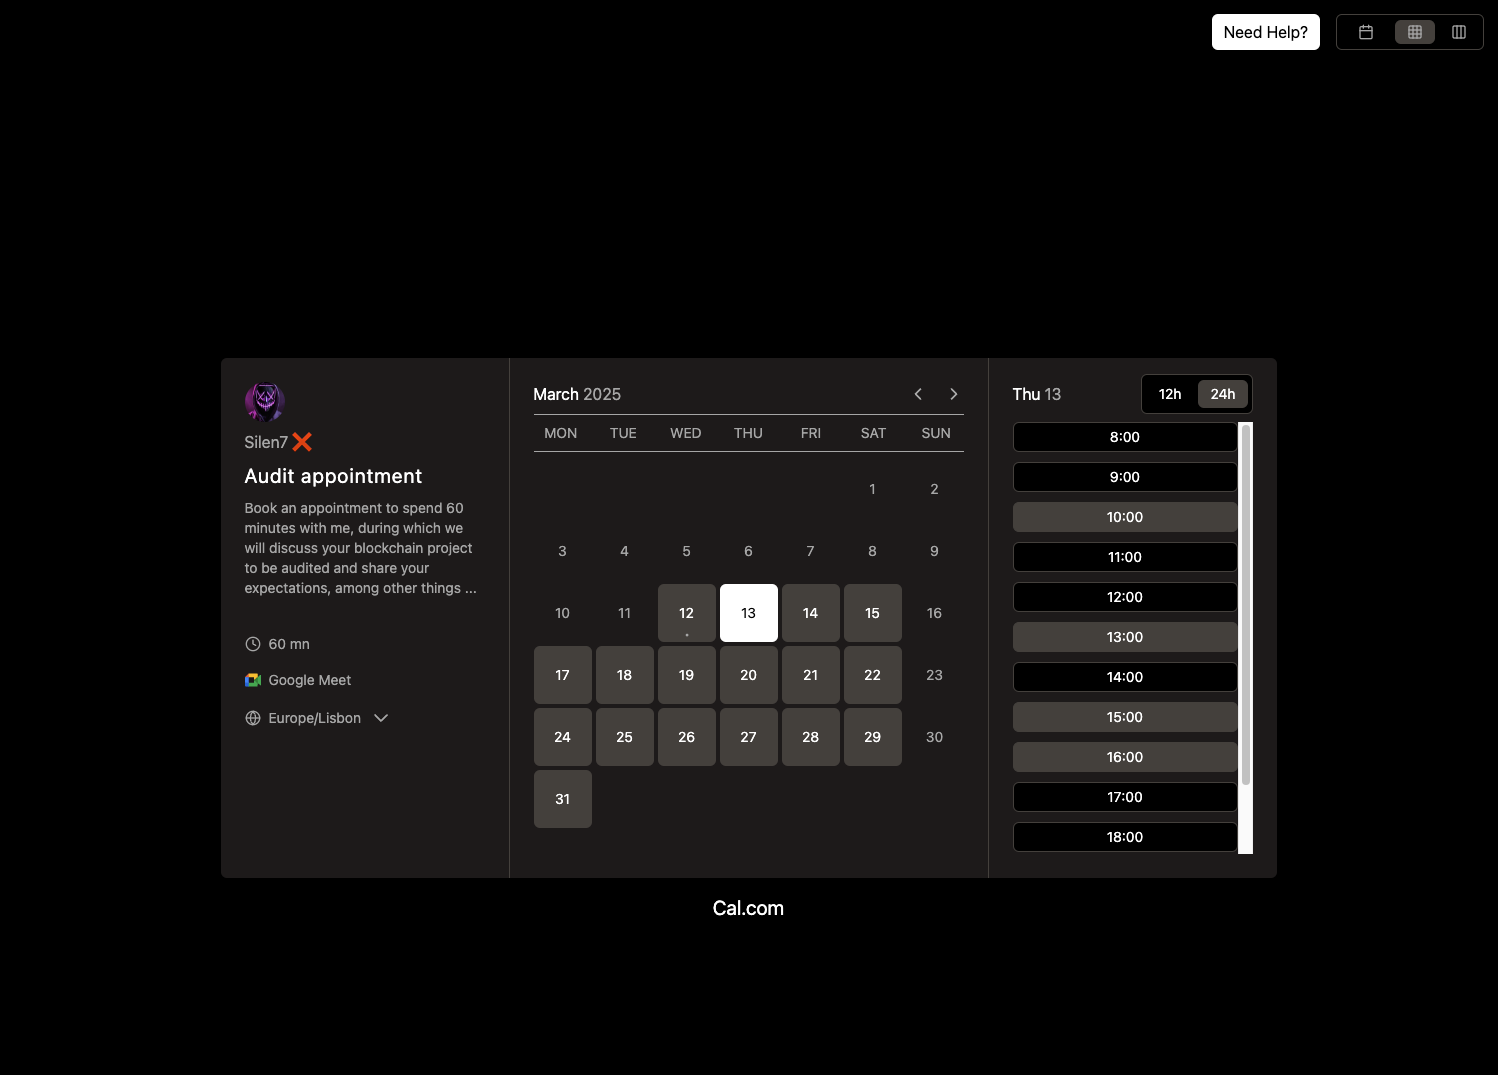 Need Help?
Silen7
Audit appointment
Book an appointment to spend 60
minutes with me, during which we
will discuss your blockchain project
to be audited and share your
expectations, among other things ...
60 mn
Google Meet
Europe/Lisbon
March 2025
MON TUE WED THU FRI SAT SUN
1 2
3 4 5 6 7 8 9
10 11 12 13 14 15 16
17 18 19 20 21 22 23
24 25 26 27 28 29 30
31
Thu 13
12h 24h
8:00
9:00
10:00
11:00
12:00
13:00
14:00
15:00
16:00
17:00
18:00
Cal.com